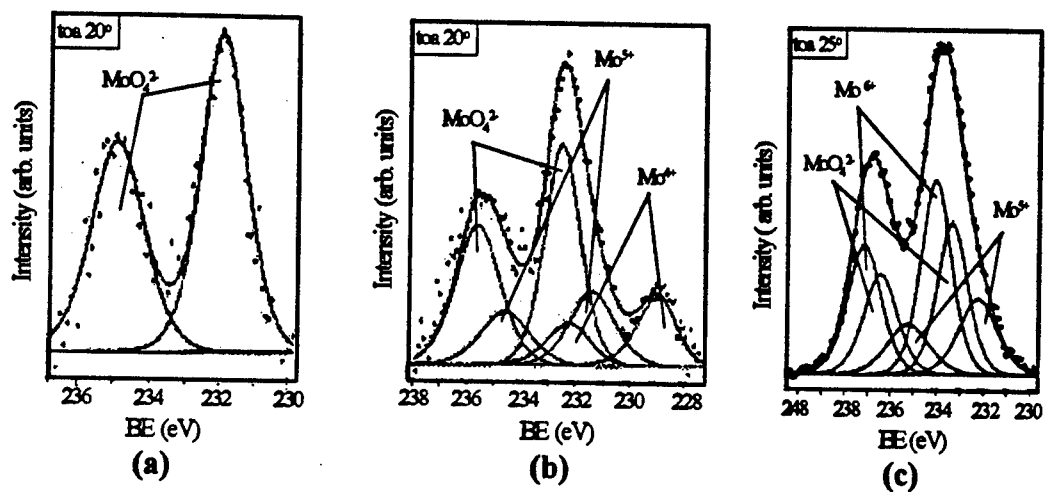 toa 20°
MoO₄²⁻
Intensity (arb. units)
236 234 232 230
BE (eV)
(a)
toa 20°
Mo⁵⁺
MoO₄²⁻
Mo⁴⁺
Intensity (arb. units)
238 236 234 232 230 228
BE (eV)
(b)
toa 25°
Mo⁶⁺
MoO₄²⁻
Mo⁵⁺
Intensity ( arb. units)
248 238 236 234 232 230
BE (eV)
(c)